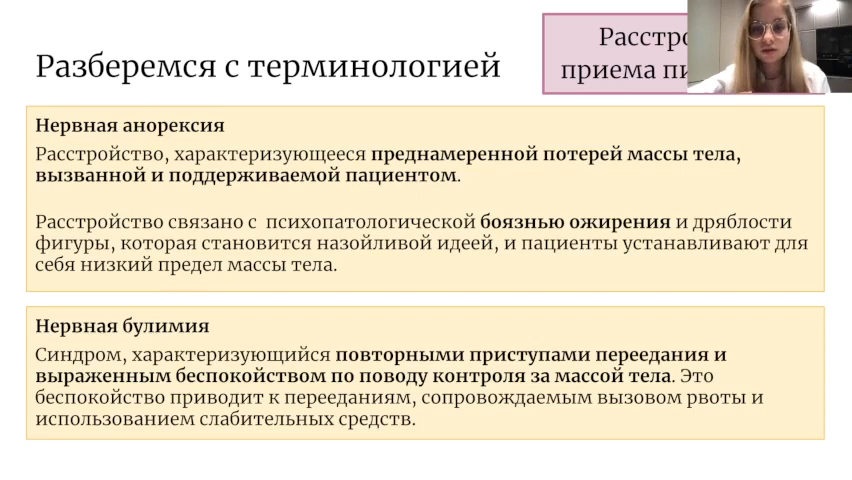 Разберемся с терминологией
приема
Нервная анорексия
Расстройство, характеризующееся преднамеренной потерей массы тела,
вызванной и поддерживаемой пациентом.
Расстройство связано с психопатологической боязнью ожирения и дряблости
фигуры, которая становится назойливой идеей, и пациенты устанавливают для
себя низкий предел массы тела.
Нервная булимия
Синдром, характеризующийся повторными приступами переедания и
выраженным беспокойством по поводу контроля за массой тела. Это
беспокойство приводит к перееданиям, сопровождаемым вызовом рвоты и
использованием слабительных средств.